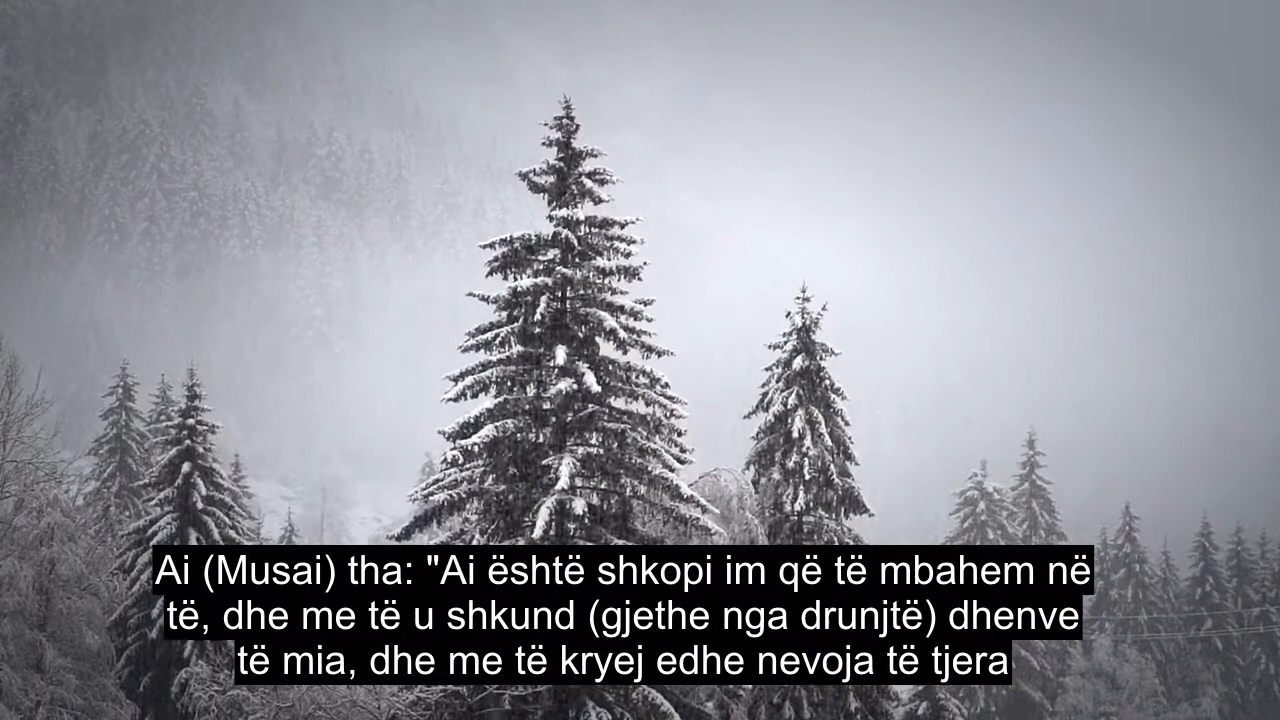 Ai (Musai) tha: "Ai është shkopi im që të mbahem në
të, dhe me të u shkund (gjethe nga drunjtë) dhenve
të mia, dhe me të kryej edhe nevoja të tjera